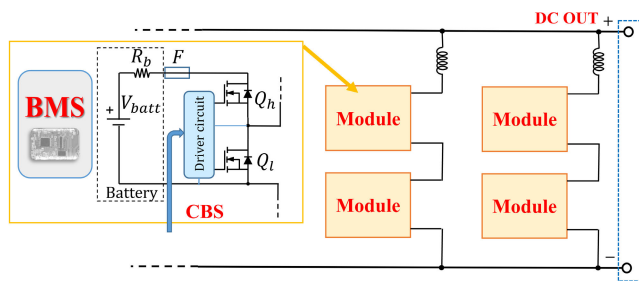 DC OUT
+
R_b
F
BMS
+
V_batt
Driver circuit
Q_h
Q_l
Battery
CBS
Module
Module
Module
Module
−